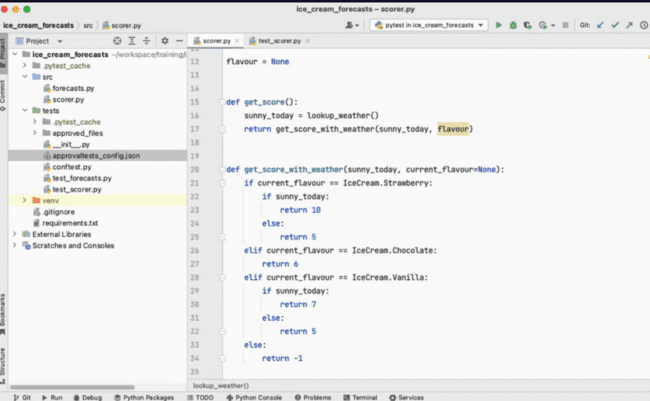 ice_cream_forecasts – scorer.py
ice_cream_forecasts › src › scorer.py
pytest in ice_cream_forecasts
Git:
Project
scorer.py
test_scorer.py
ice_cream_forecasts ~/workspace/training/
.pytest_cache
src
forecasts.py
scorer.py
tests
.pytest_cache
approved_files
__init__.py
approvaltests_config.json
conftest.py
test_forecasts.py
test_scorer.py
venv
.gitignore
requirements.txt
External Libraries
Scratches and Consoles
Project
Commit
Bookmarks
Structure
12 flavour = None
13
14
15 def get_score():
16 sunny_today = lookup_weather()
17 return get_score_with_weather(sunny_today, flavour)
18
19
20 def get_score_with_weather(sunny_today, current_flavour=None):
21 if current_flavour == IceCream.Strawberry:
22 if sunny_today:
23 return 10
24 else:
25 return 5
26 elif current_flavour == IceCream.Chocolate:
27 return 6
28 elif current_flavour == IceCream.Vanilla:
29 if sunny_today:
30 return 7
31 else:
32 return 5
33 else:
34 return -1
35
lookup_weather()
Git Run Debug Python Packages TODO Python Console Problems Terminal Services